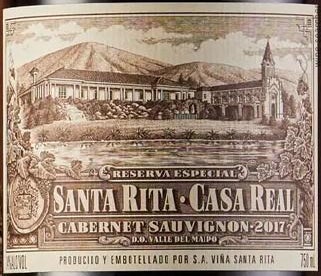 RESERVA ESPECIAL
SANTA RITA · CASA REAL
CABERNET SAUVIGNON · 2017
D.O. VALLE DEL MAIPO
PRODUCIDO Y EMBOTELLADO POR S.A. VIÑA SANTA RITA 750 ml